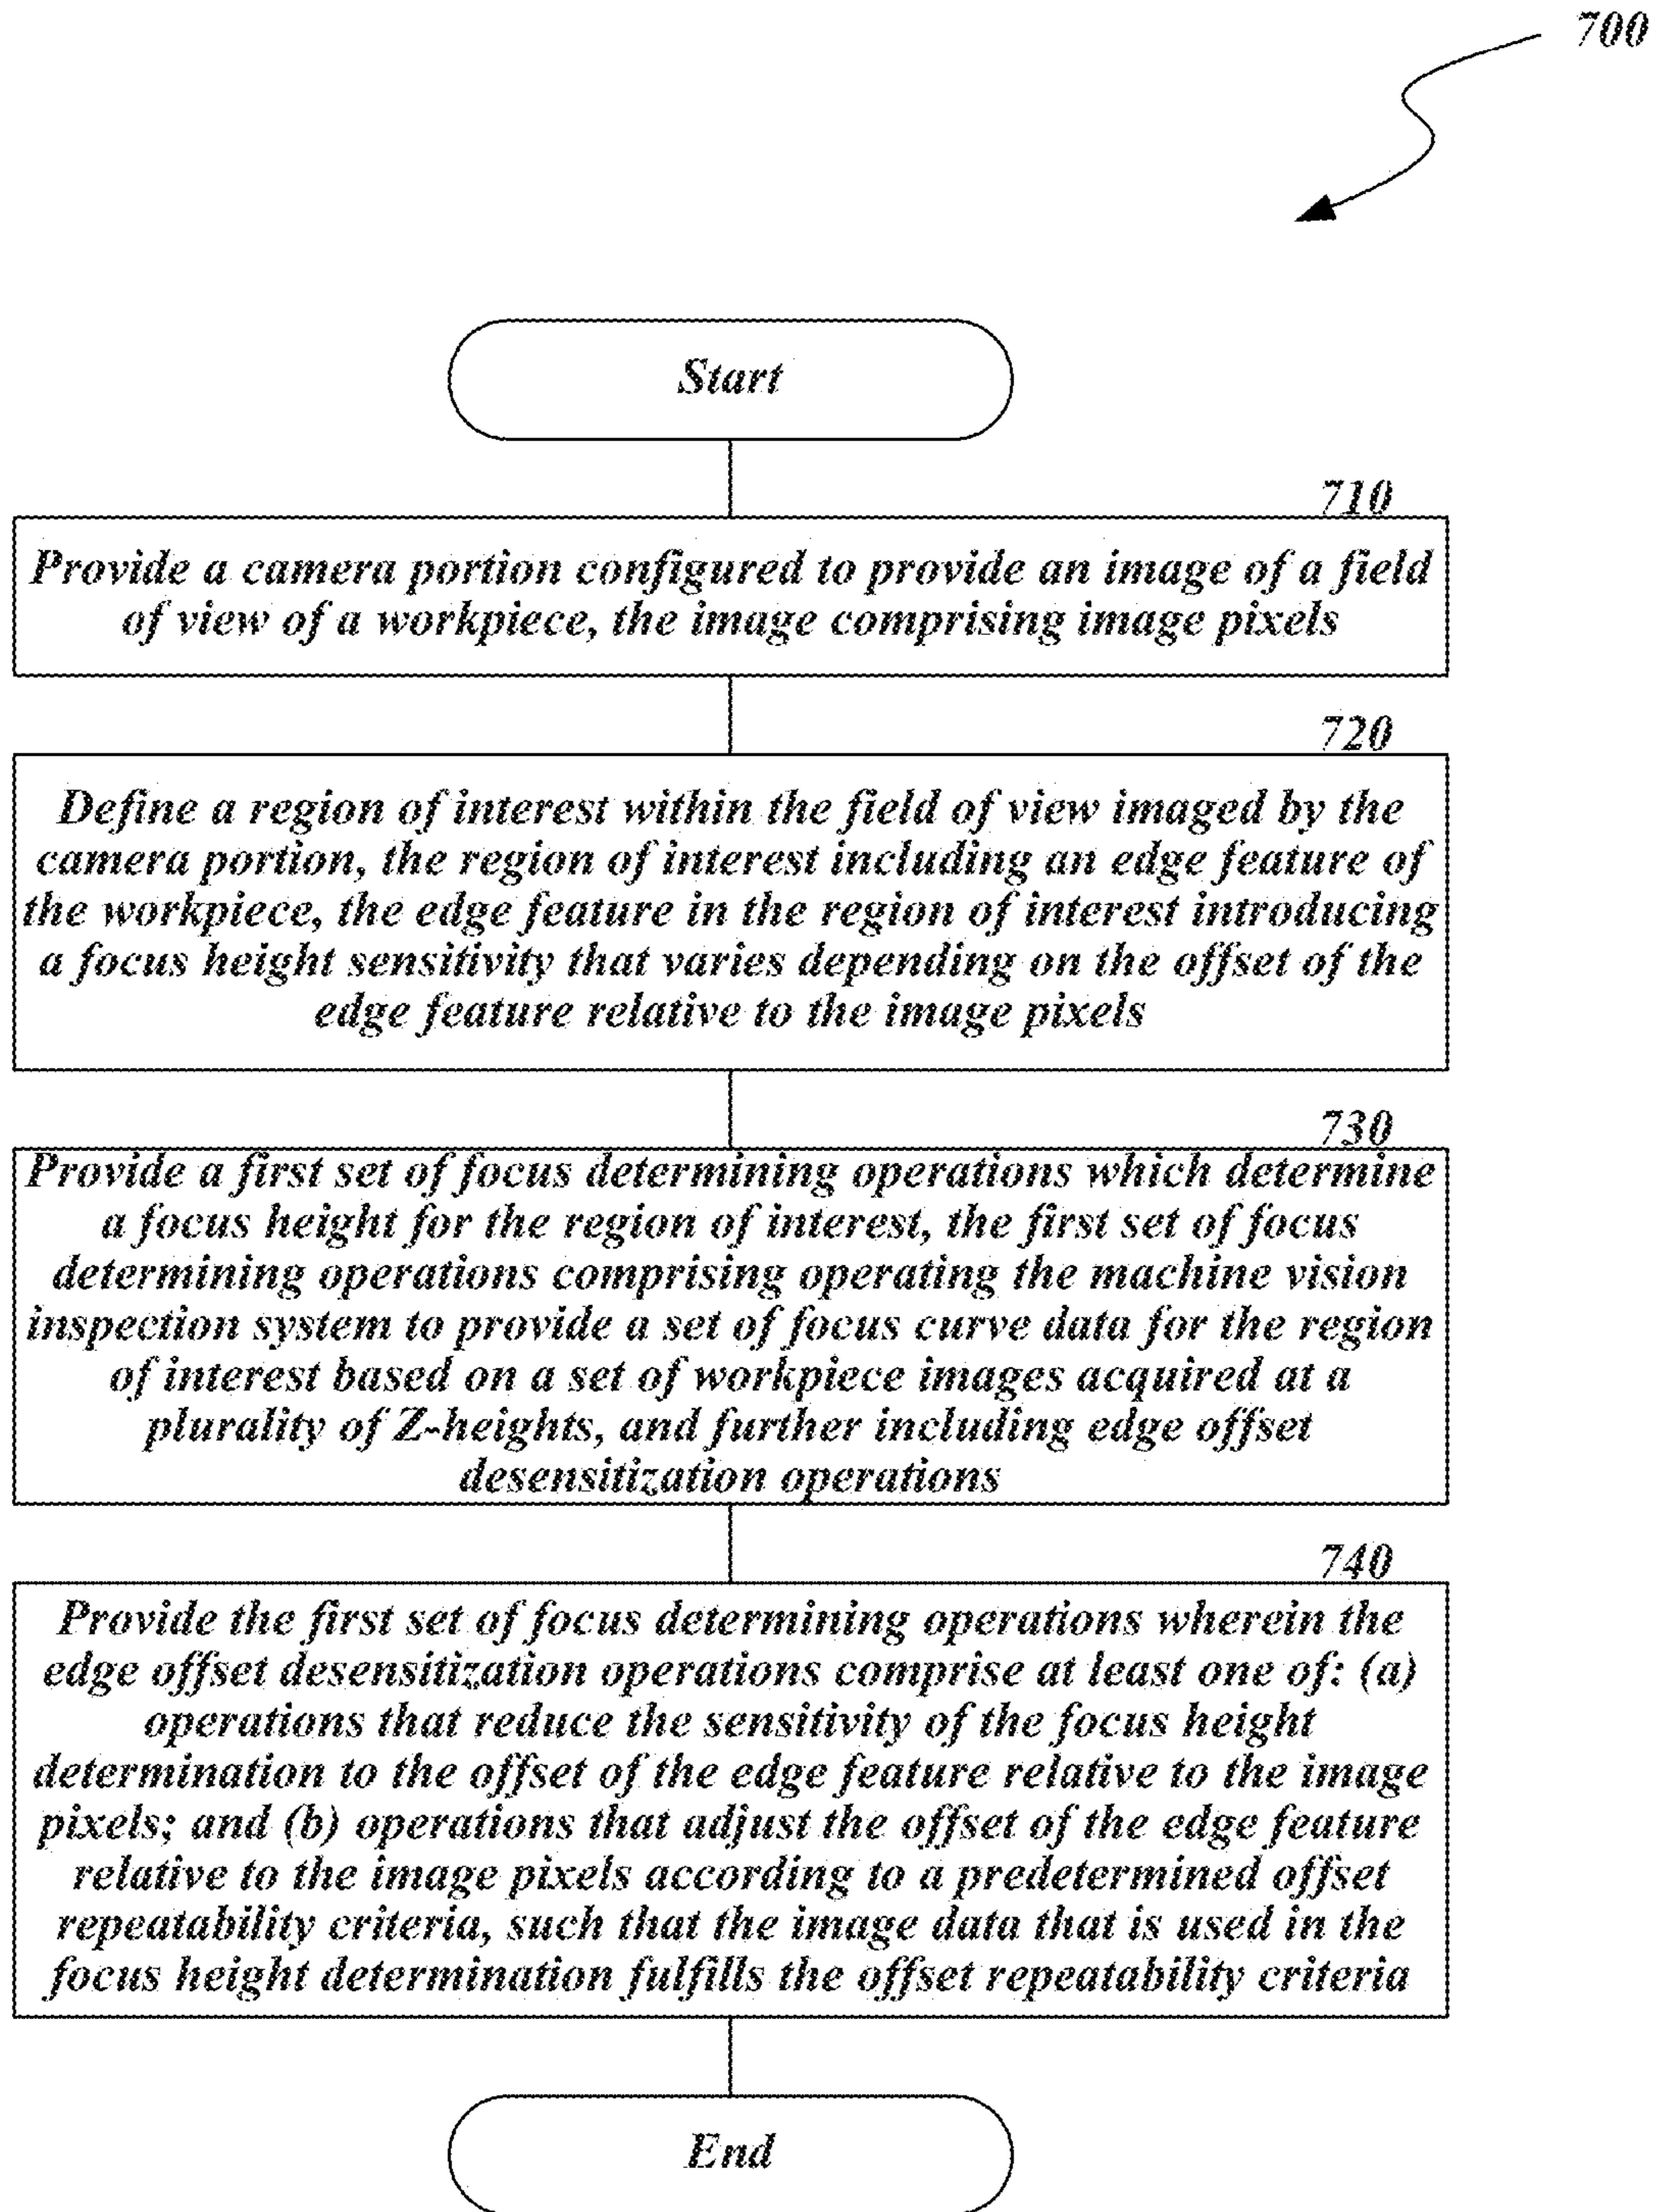 700
Start
710
Provide a camera portion configured to provide an image of a field
of view of a workpiece, the image comprising image pixels
720
Define a region of interest within the field of view imaged by the
camera portion, the region of interest including an edge feature of
the workpiece, the edge feature in the region of interest introducing
a focus height sensitivity that varies depending on the offset of the
edge feature relative to the image pixels
730
Provide a first set of focus determining operations which determine
a focus height for the region of interest, the first set of focus
determining operations comprising operating the machine vision
inspection system to provide a set of focus curve data for the region
of interest based on a set of workpiece images acquired at a
plurality of Z-heights, and further including edge offset
desensitization operations
740
Provide the first set of focus determining operations wherein the
edge offset desensitization operations comprise at least one of: (a)
operations that reduce the sensitivity of the focus height
determination to the offset of the edge feature relative to the image
pixels; and (b) operations that adjust the offset of the edge feature
relative to the image pixels according to a predetermined offset
repeatability criteria, such that the image data that is used in the
focus height determination fulfills the offset repeatability criteria
End